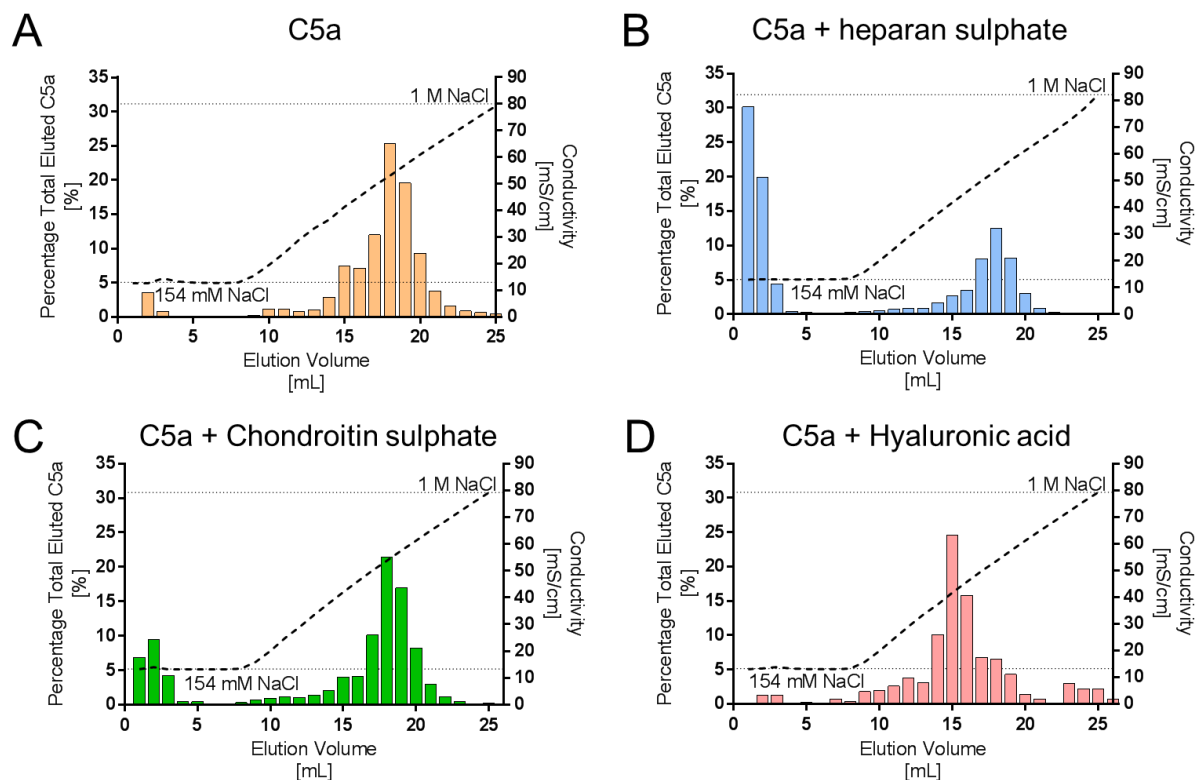 A
C5a
35
30
25
20
15
10
5
0
Percentage Total Eluted C5a
[%]
1 M NaCl
154 mM NaCl
90
80
70
60
50
40
30
20
10
0
Conductivity
[mS/cm]
0 5 10 15 20 25
Elution Volume
[mL]
B
C5a + heparan sulphate
35
30
25
20
15
10
5
0
Percentage Total Eluted C5a
[%]
1 M NaCl
154 mM NaCl
90
80
70
60
50
40
30
20
10
0
Conductivity
[mS/cm]
0 5 10 15 20 25
Elution Volume
[mL]
C
C5a + Chondroitin sulphate
35
30
25
20
15
10
5
0
Percentage Total Eluted C5a
[%]
1 M NaCl
154 mM NaCl
90
80
70
60
50
40
30
20
10
0
Conductivity
[mS/cm]
0 5 10 15 20 25
Elution Volume
[mL]
D
C5a + Hyaluronic acid
35
30
25
20
15
10
5
0
Percentage Total Eluted C5a
[%]
1 M NaCl
154 mM NaCl
90
80
70
60
50
40
30
20
10
0
Conductivity
[mS/cm]
0 5 10 15 20 25
Elution Volume
[mL]